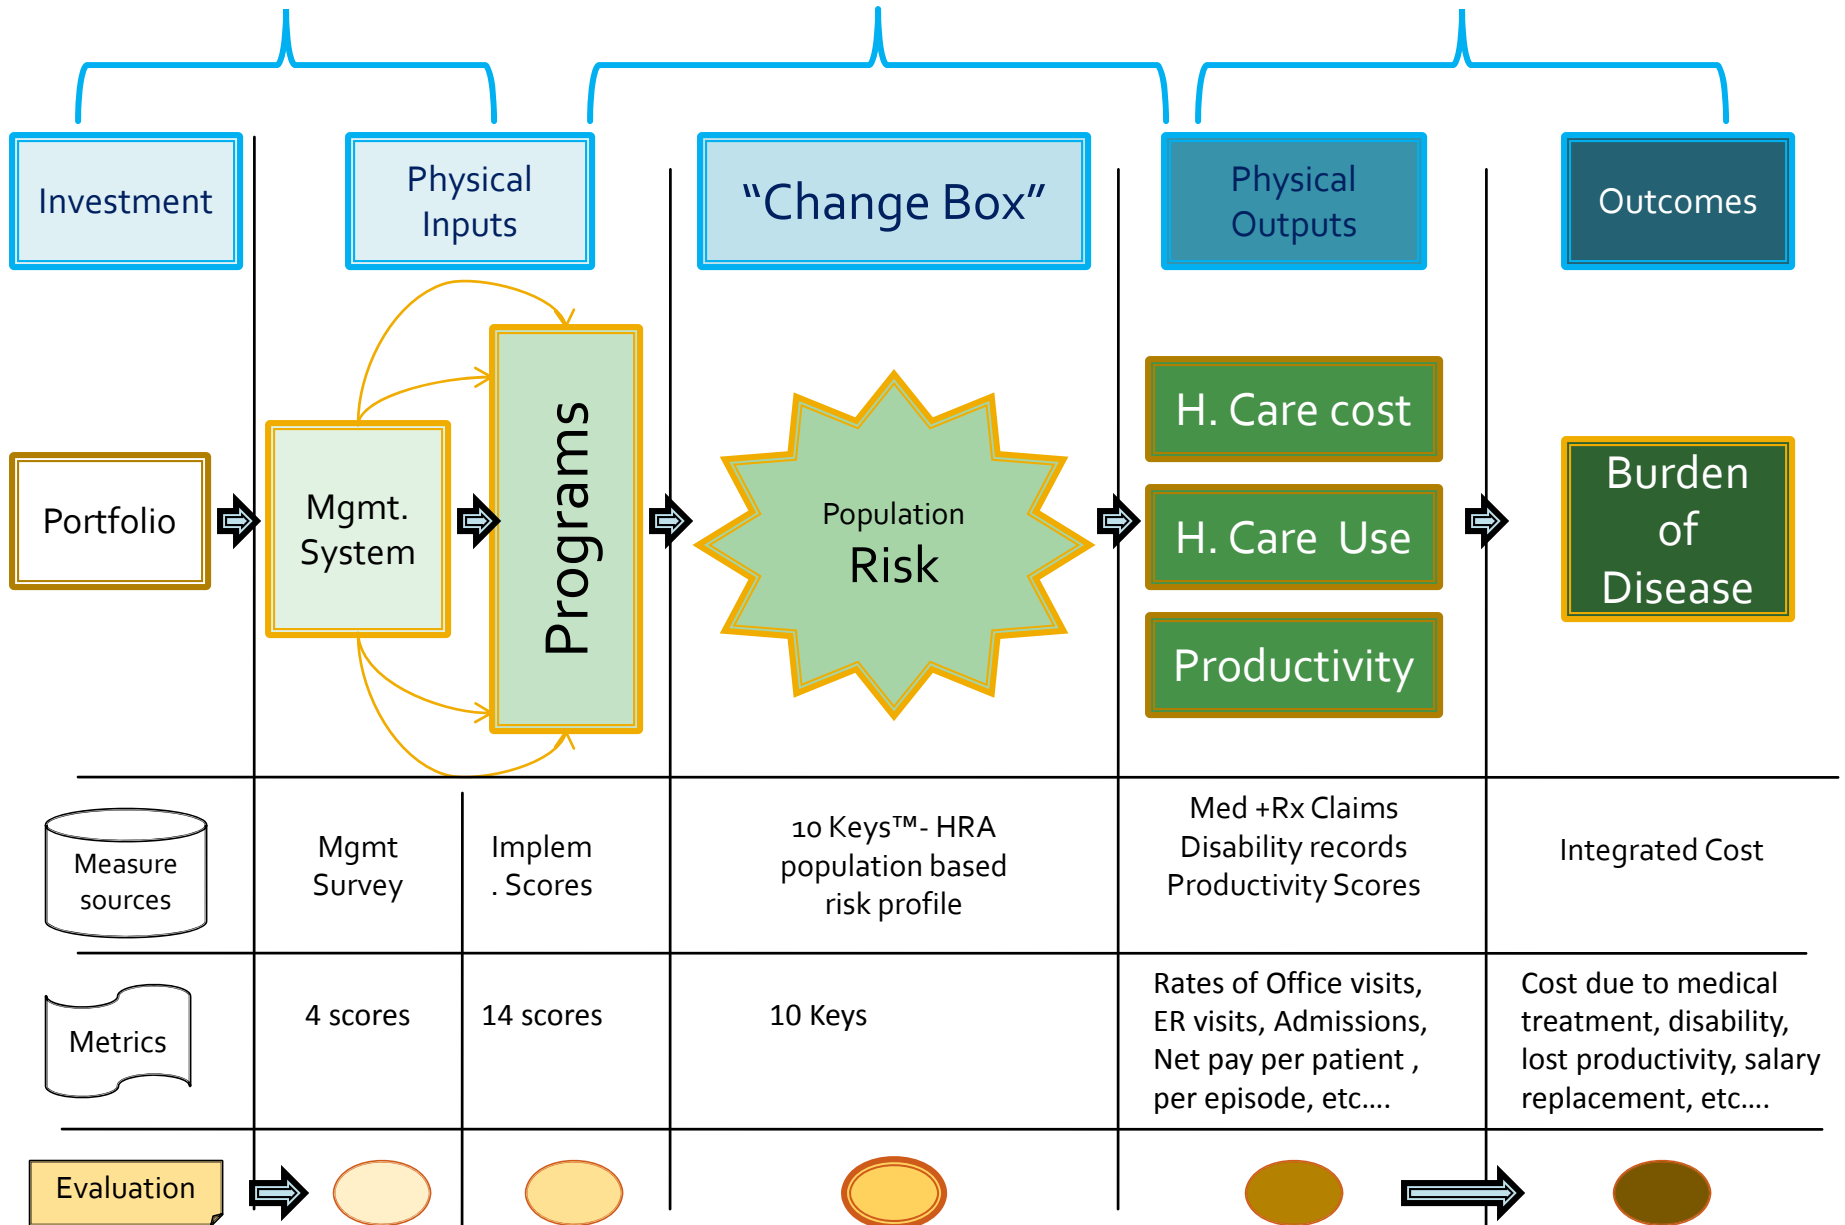 Investment
Physical
Inputs
“Change Box”
Physical
Outputs
Outcomes
Portfolio
Mgmt.
System
Programs
Population
Risk
H. Care cost
H. Care Use
Productivity
Burden
of
Disease
Measure
sources
Mgmt
Survey
Implem
. Scores
10 Keys™- HRA
population based
risk profile
Med +Rx Claims
Disability records
Productivity Scores
Integrated Cost
Metrics
4 scores
14 scores
10 Keys
Rates of Office visits,
ER visits, Admissions,
Net pay per patient ,
per episode, etc....
Cost due to medical
treatment, disability,
lost productivity, salary
replacement, etc....
Evaluation